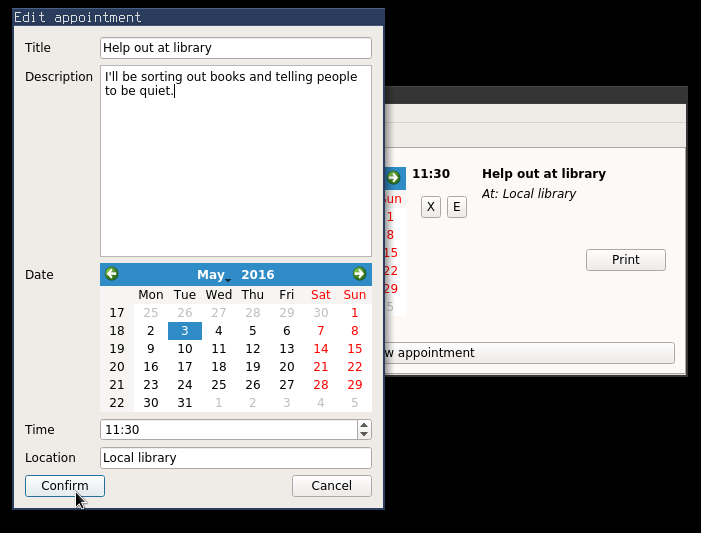 Edit appointment
Title Help out at library
Description I'll be sorting out books and telling people
to be quiet.
Date May 2016
Mon Tue Wed Thu Fri Sat Sun
17 25 26 27 28 29 30 1
18 2 3 4 5 6 7 8
19 9 10 11 12 13 14 15
20 16 17 18 19 20 21 22
21 23 24 25 26 27 28 29
22 30 31 1 2 3 4 5
Time 11:30
Location Local library
Confirm Cancel
11:30 Help out at library
At: Local library
X E
1
8
15
22
29
5
Print
appointment